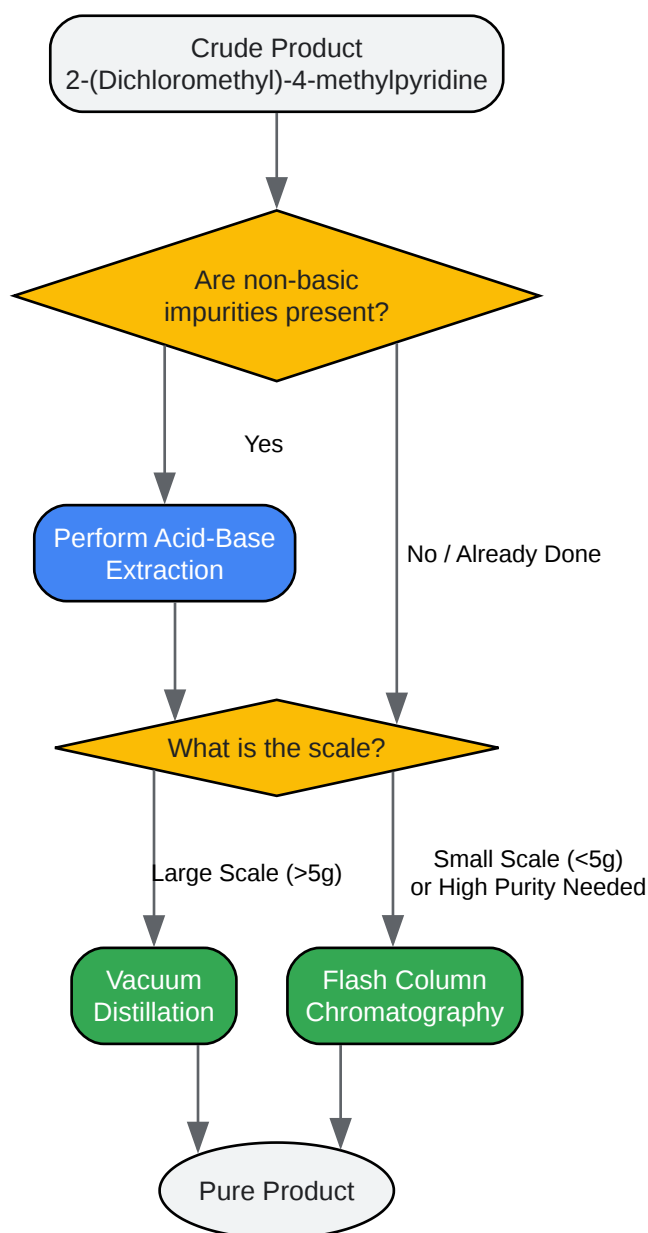 Crude Product
2-(Dichloromethyl)-4-methylpyridine
Are non-basic
impurities present?
Yes
Perform Acid-Base
Extraction
No / Already Done
What is the scale?
Large Scale (>5g)
Small Scale (<5g)
or High Purity Needed
Vacuum
Distillation
Flash Column
Chromatography
Pure Product